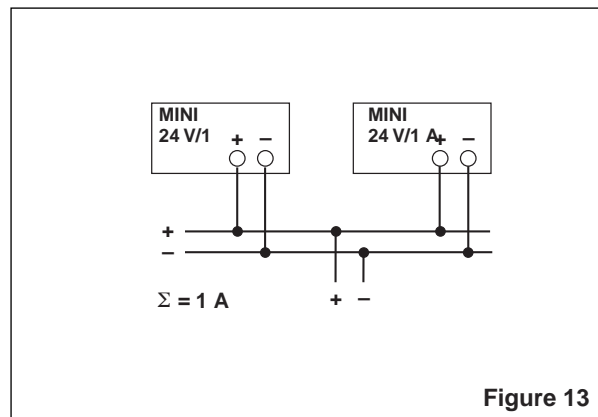 MINI
24 V/1
+ −
MINI
24 V/1 A
+ −
+
−
Σ = 1 A
+ −
Figure 13